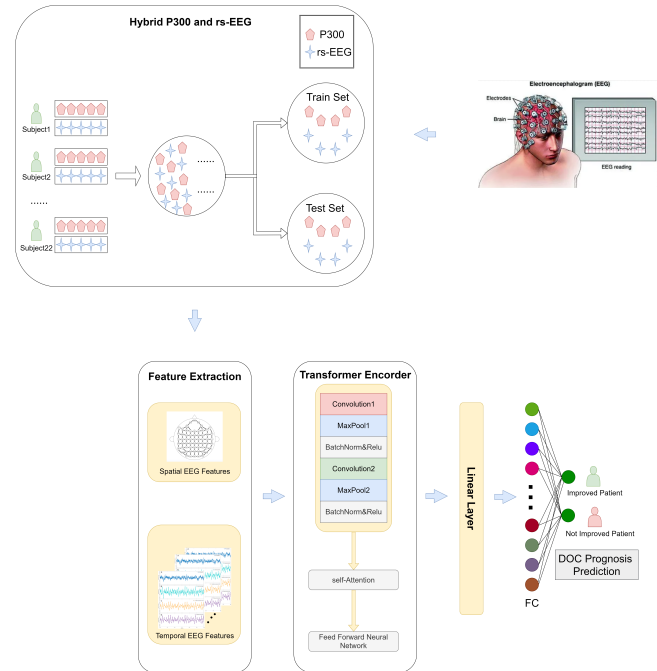 Hybrid P300 and rs-EEG
P300
rs-EEG
Subject1
Subject2
......
Subject22
......
......
Train Set
Test Set
Electroencephalogram (EEG)
Electrodes
Brain
EEG reading
Feature Extraction
Spatial EEG Features
Temporal EEG Features
Transformer Encorder
Convolution1
MaxPool1
BatchNorm&Relu
Convolution2
MaxPool2
BatchNorm&Relu
self-Attention
Feed Forward Neural
Network
Linear Layer
FC
Improved Patient
Not Improved Patient
DOC Prognosis
Prediction